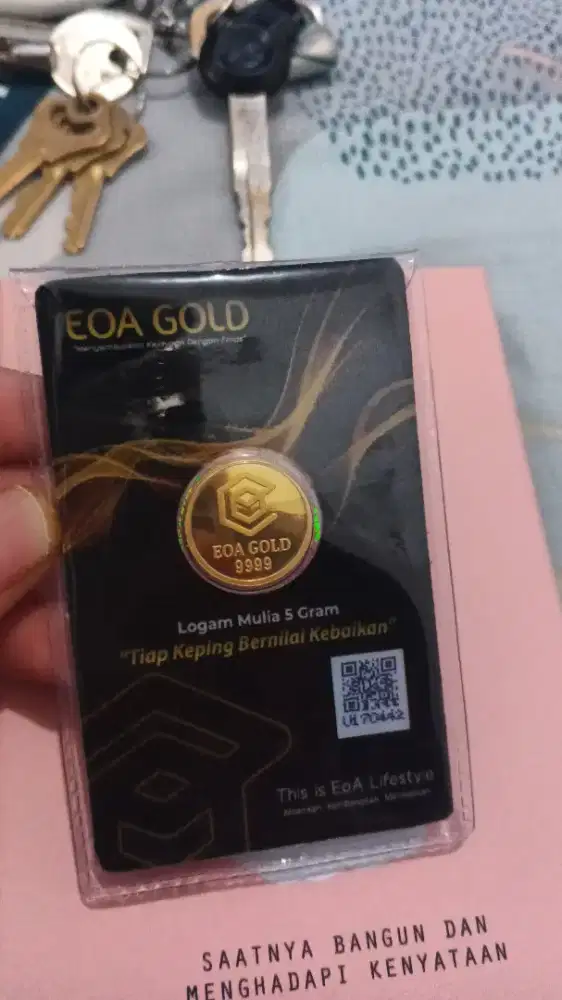 EOA GOLD
EOA GOLD
9999
Logam Mulia 5 Gram
"Tiap Keping Bernilai Kebaikan"
U170442
This is EoA Lifestyle
SAATNYA BANGUN DAN
MENGHADAPI KENYATAAN